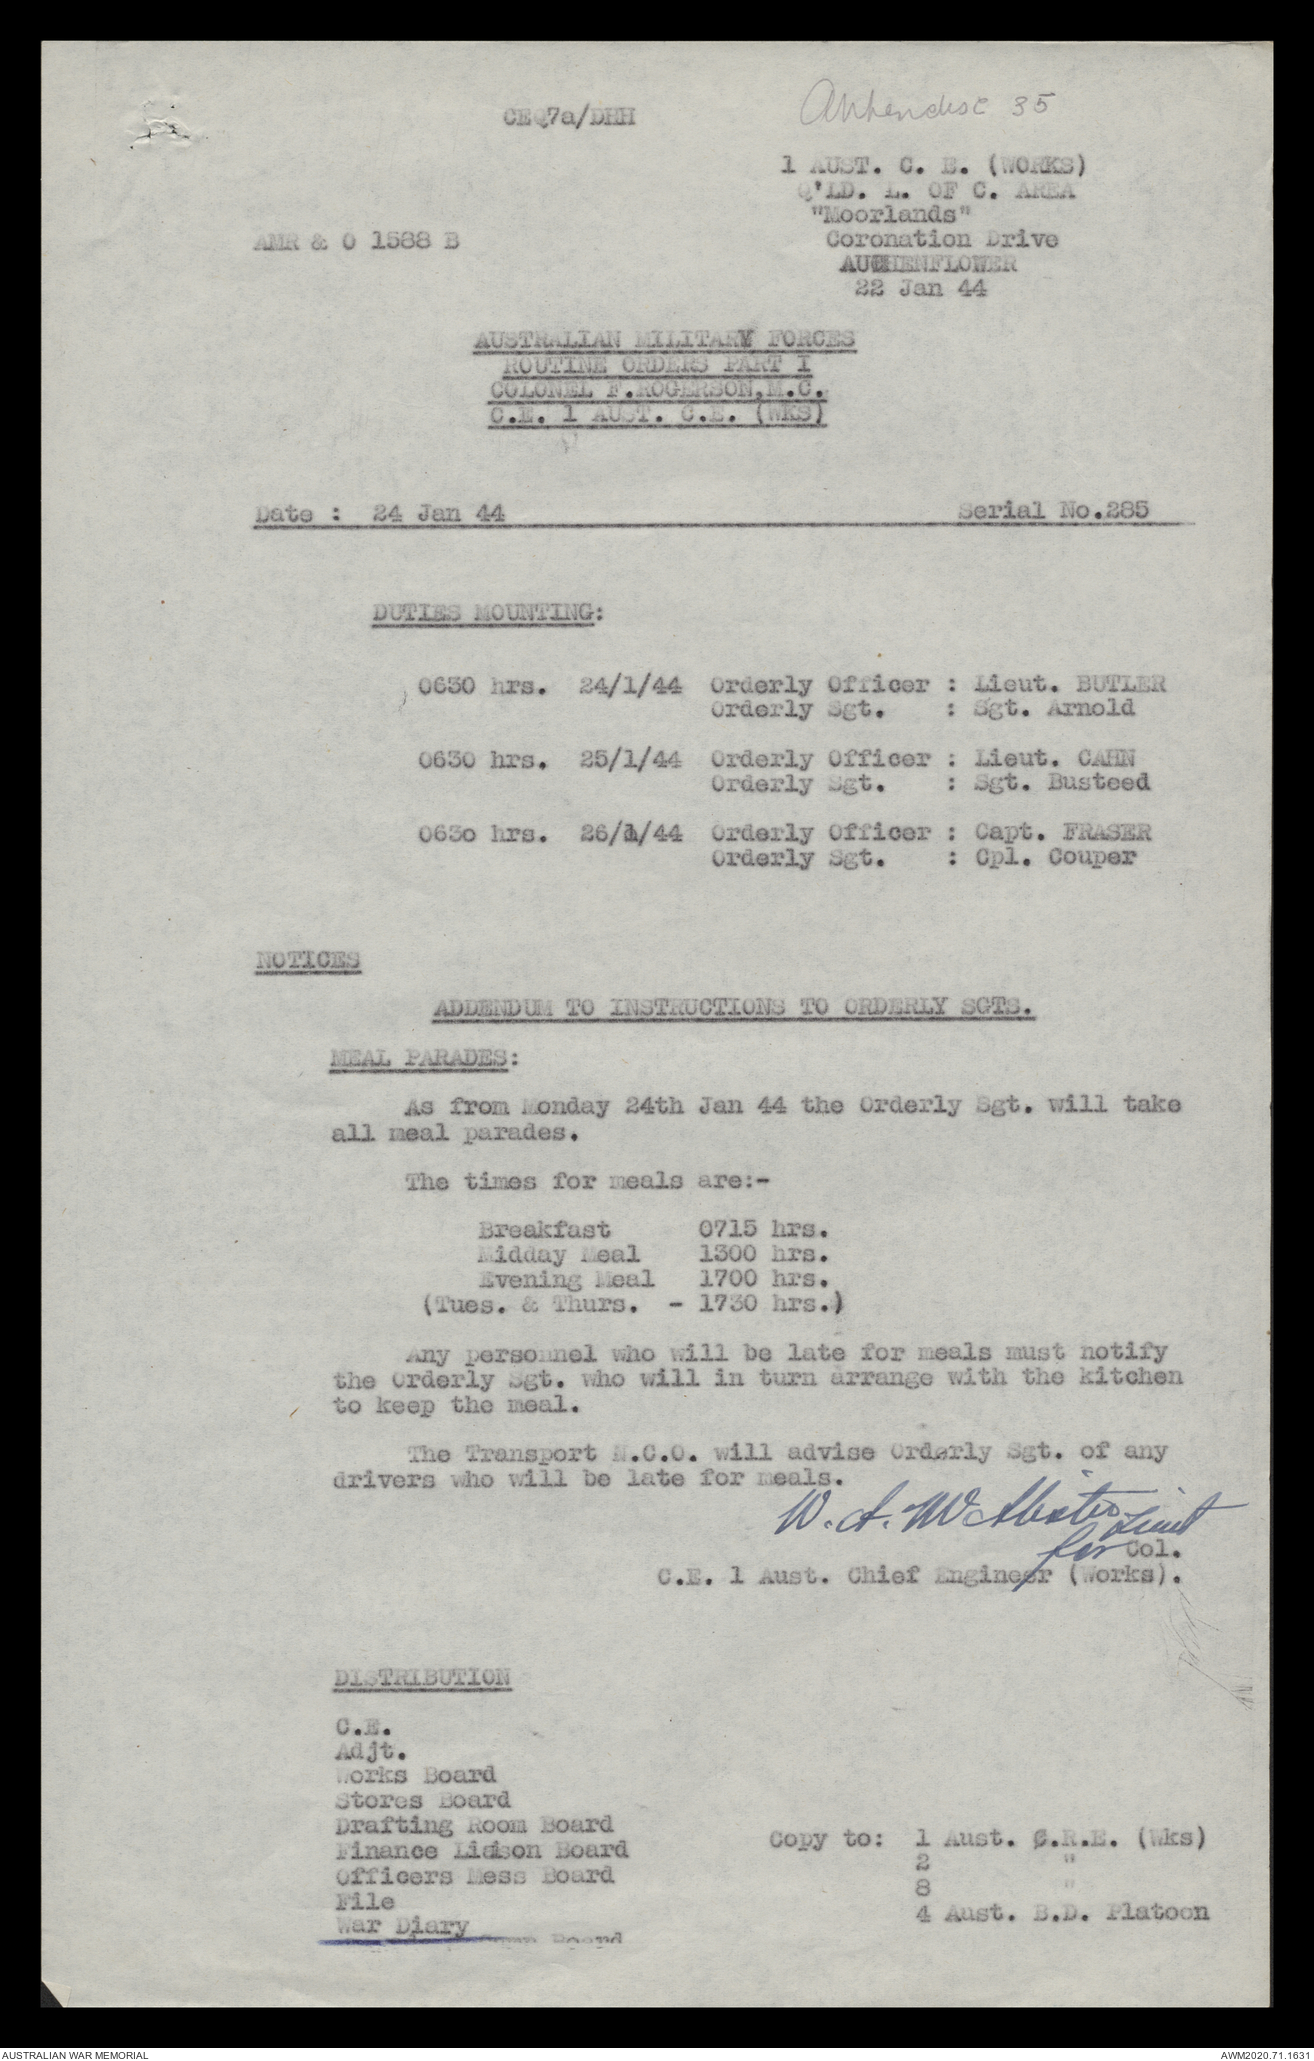 CEQ7a/DHH
Appendix 35
1 AUST. C. E. (WORKS)
Q'LD. L. OF C. AREA
"Moorlands"
AMR & O 1588 B
Coronation Drive
AUCHENFLOWER
22 Jan 44
AUSTRALIAN MILITARY FORCES
ROUTINE ORDERS PART I
COLONEL F.ROGERSON,M.C.
C.E. 1 AUST. C.E. (WKS)
Date : 24 Jan 44 Serial No.285
DUTIES MOUNTING:
0630 hrs. 24/1/44 Orderly Officer : Lieut. BUTLER
Orderly Sgt. : Sgt. Arnold
0630 hrs. 25/1/44 Orderly Officer : Lieut. CAHN
Orderly Sgt. : Sgt. Busteed
063o hrs. 26/1/44 Orderly Officer : Capt. FRASER
Orderly Sgt. : Cpl. Couper
NOTICES
ADDENDUM TO INSTRUCTIONS TO ORDERLY SGTS.
MEAL PARADES:
As from Monday 24th Jan 44 the Orderly Sgt. will take
all meal parades.
The times for meals are:-
Breakfast 0715 hrs.
Midday Meal 1300 hrs.
Evening Meal 1700 hrs.
(Tues. & Thurs. - 1730 hrs.)
Any personnel who will be late for meals must notify
the Orderly Sgt. who will in turn arrange with the kitchen
to keep the meal.
The Transport N.C.O. will advise Orderly Sgt. of any
drivers who will be late for meals.
W. A. Lieut
for Col.
C.E. 1 Aust. Chief Engineer (Works).
DISTRIBUTION
C.E.
Adjt.
Works Board
Stores Board
Drafting Room Board
Finance Liaison Board
Officers Mess Board
File
War Diary
Board
Copy to: 1 Aust. C.R.E. (Wks)
2 "
8 "
4 Aust. B.D. Platoon
AUSTRALIAN WAR MEMORIAL
AWM2020.71.1631